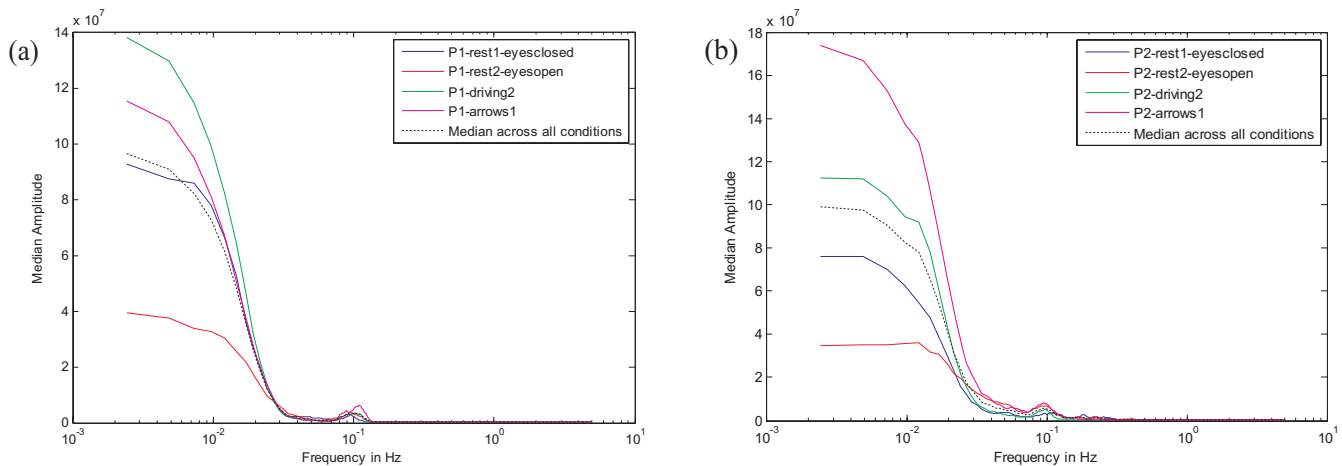 (a)
x 10^7
14
12
10
8
6
4
2
0
Median Amplitude
10^-3
10^-2
10^-1
10^0
10^1
Frequency in Hz
P1-rest1-eyesclosed
P1-rest2-eyesopen
P1-driving2
P1-arrows1
Median across all conditions
(b)
x 10^7
18
16
14
12
10
8
6
4
2
0
Median Amplitude
10^-3
10^-2
10^-1
10^0
10^1
Frequency in Hz
P2-rest1-eyesclosed
P2-rest2-eyesopen
P2-driving2
P2-arrows1
Median across all conditions